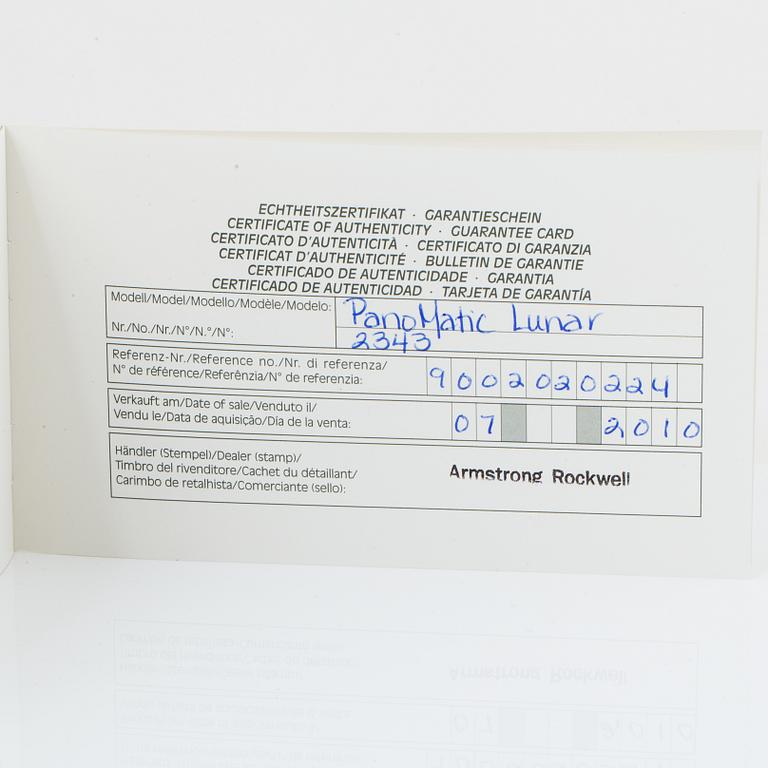 ECHTHEITSZERTIFIKAT · GARANTIESCHEIN
CERTIFICATE OF AUTHENTICITY · GUARANTEE CARD
CERTIFICATO D'AUTENTICITÀ · CERTIFICATO DI GARANZIA
CERTIFICAT D'AUTHENTICITÉ · BULLETIN DE GARANTIE
CERTIFICADO DE AUTENTICIDADE · GARANTIA
CERTIFICADO DE AUTENTICIDAD · TARJETA DE GARANTÍA
Modell/Model/Modello/Modèle/Modelo: PanoMatic Lunar
Nr./No./Nr./N°/N.°/N°: 2343
Referenz-Nr./Reference no./Nr. di referenza/
N° de référence/Referênzia/N° de referenzia: 9002020224
Verkauft am/Date of sale/Venduto il/
Vendu le/Data de aquisição/Día de la venta: 07 2010
Händler (Stempel)/Dealer (stamp)/
Timbro del rivenditore/Cachet du détaillant/
Carimbo de retalhista/Comerciante (sello):
Armstrong Rockwell